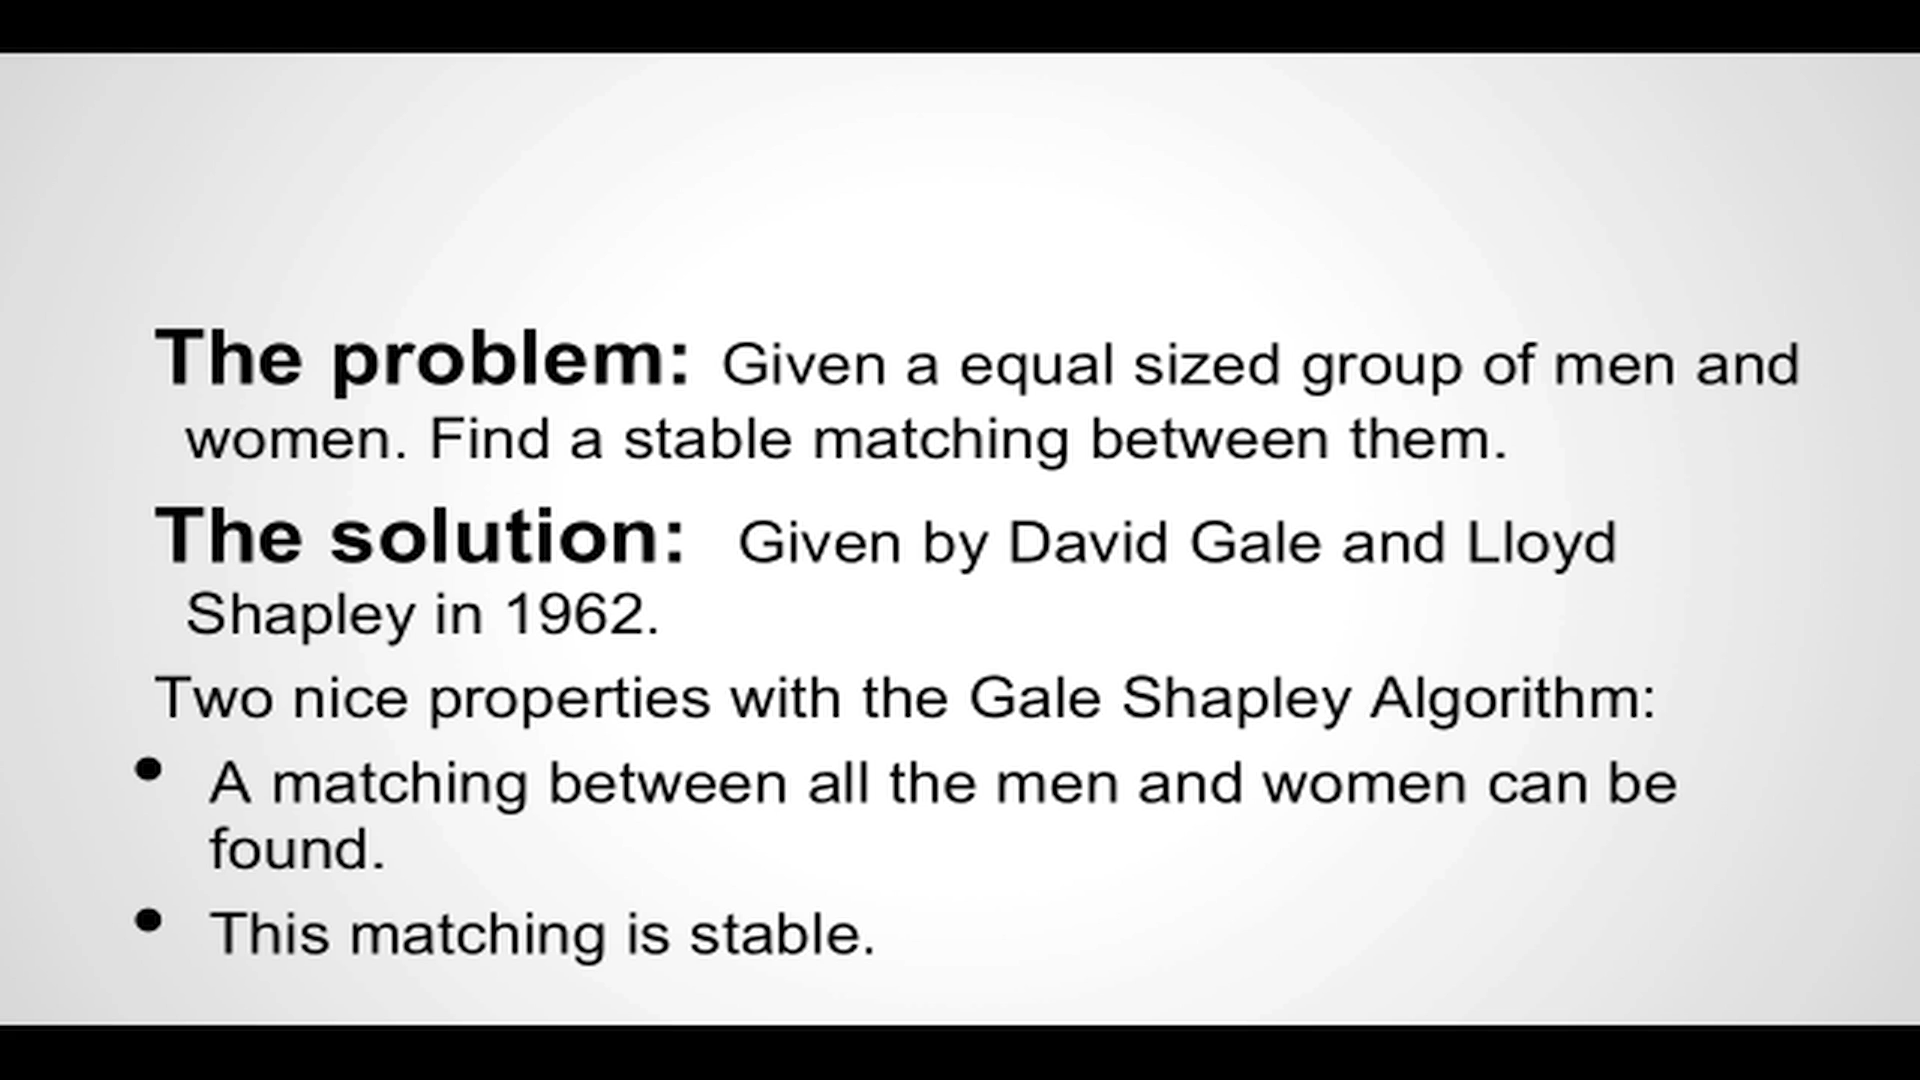 The problem: Given a equal sized group of men and
women. Find a stable matching between them.
The solution: Given by David Gale and Lloyd
Shapley in 1962.
Two nice properties with the Gale Shapley Algorithm:
• A matching between all the men and women can be
found.
• This matching is stable.